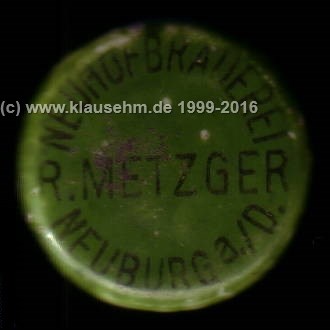 NEUHOFBRAUEREI
(c) www.klausehm.de 1999-2016
R. METZGER
NEUBURG a./D.